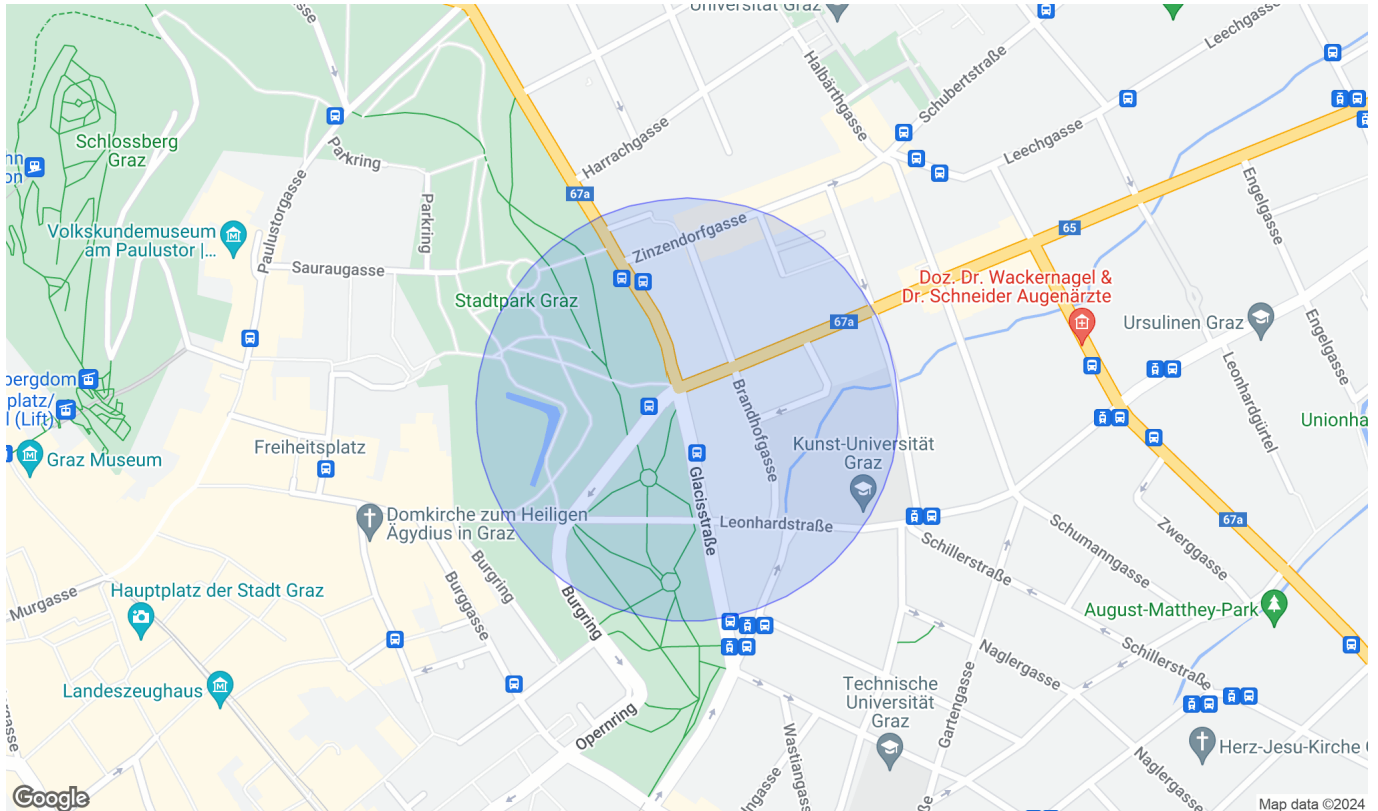 Universität Graz
Leechgasse
Halbärthgasse
Schubertstraße
Schlossberg
Graz
Parkring
Harrachgasse
Leechgasse
67a
Engelgasse
Paulustorgasse
Parkring
Volkskundemuseum
am Paulustor |...
Zinzendorfgasse
65
Sauraugasse
Stadtpark Graz
Doz. Dr. Wackernagel &
Dr. Schneider Augenärzte
67a
Ursulinen Graz
Engelgasse
bergdom
platz/
l (Lift)
Brandhofgasse
Leonhardgürtel
Unionha
Graz Museum
Freiheitsplatz
Kunst-Universität
Graz
Glacisstraße
Domkirche zum Heiligen
Ägydius in Graz
Leonhardstraße
67a
Schumanngasse
Zwerggasse
Schillerstraße
Burgring
Burggasse
Murgasse
Hauptplatz der Stadt Graz
Burgring
August-Matthey-Park
Schillerstraße
Naglergasse
Landeszeughaus
Technische
Universität
Graz
Gartengasse
Opernring
Wastiangasse
Herz-Jesu-Kirche
Naglergasse
Google
Map data ©2024